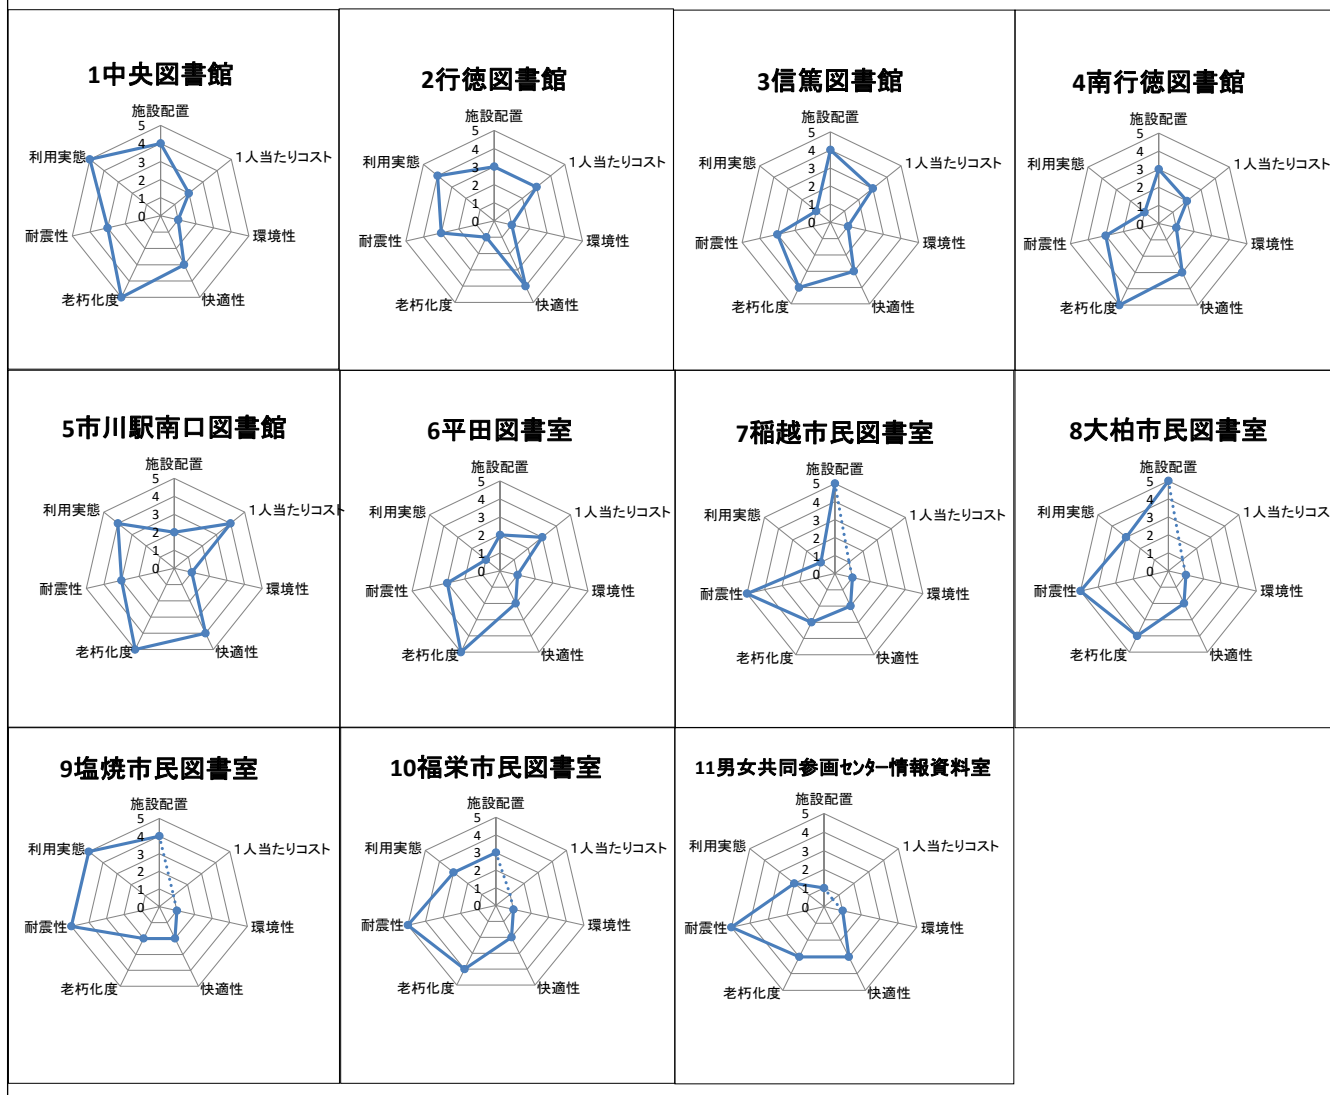 1中央図書館
施設配置
5
4
3
2
1
0
1人当たりコスト
環境性
快適性
老朽化度
耐震性
利用実態
2行徳図書館
施設配置
5
4
3
2
1
0
1人当たりコスト
環境性
快適性
老朽化度
耐震性
利用実態
3信篤図書館
施設配置
5
4
3
2
1
0
1人当たりコスト
環境性
快適性
老朽化度
耐震性
利用実態
4南行徳図書館
施設配置
5
4
3
2
1
0
1人当たりコスト
環境性
快適性
老朽化度
耐震性
利用実態
5市川駅南口図書館
施設配置
5
4
3
2
1
0
1人当たりコスト
環境性
快適性
老朽化度
耐震性
利用実態
6平田図書室
施設配置
5
4
3
2
1
0
1人当たりコスト
環境性
快適性
老朽化度
耐震性
利用実態
7稲越市民図書室
施設配置
5
4
3
2
1
0
1人当たりコスト
環境性
快適性
老朽化度
耐震性
利用実態
8大柏市民図書室
施設配置
5
4
3
2
1
0
1人当たりコスト
環境性
快適性
老朽化度
耐震性
利用実態
9塩焼市民図書室
施設配置
5
4
3
2
1
0
1人当たりコスト
環境性
快適性
老朽化度
耐震性
利用実態
10福栄市民図書室
施設配置
5
4
3
2
1
0
1人当たりコスト
環境性
快適性
老朽化度
耐震性
利用実態
11男女共同参画センター情報資料室
施設配置
5
4
3
2
1
0
1人当たりコスト
環境性
快適性
老朽化度
耐震性
利用実態